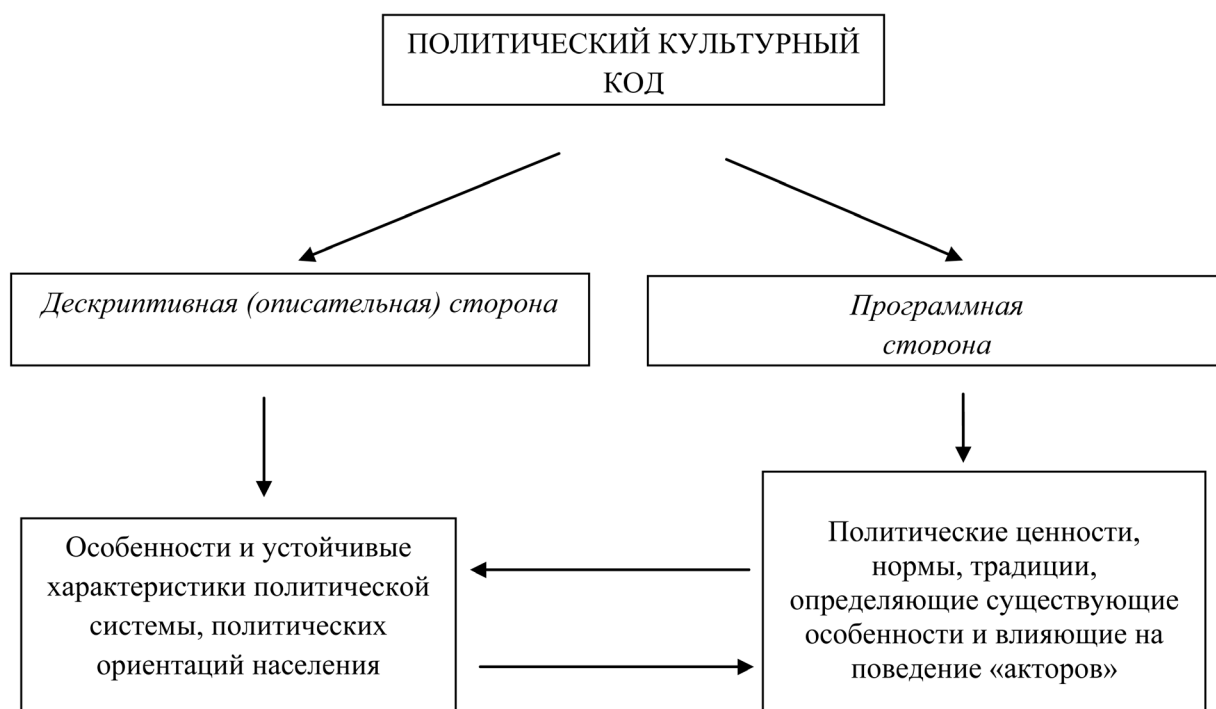 ПОЛИТИЧЕСКИЙ КУЛЬТУРНЫЙ
КОД
Дескриптивная (описательная) сторона
Программная
сторона
Особенности и устойчивые
характеристики политической
системы, политических
ориентаций населения
Политические ценности,
нормы, традиции,
определяющие существующие
особенности и влияющие на
поведение «акторов»